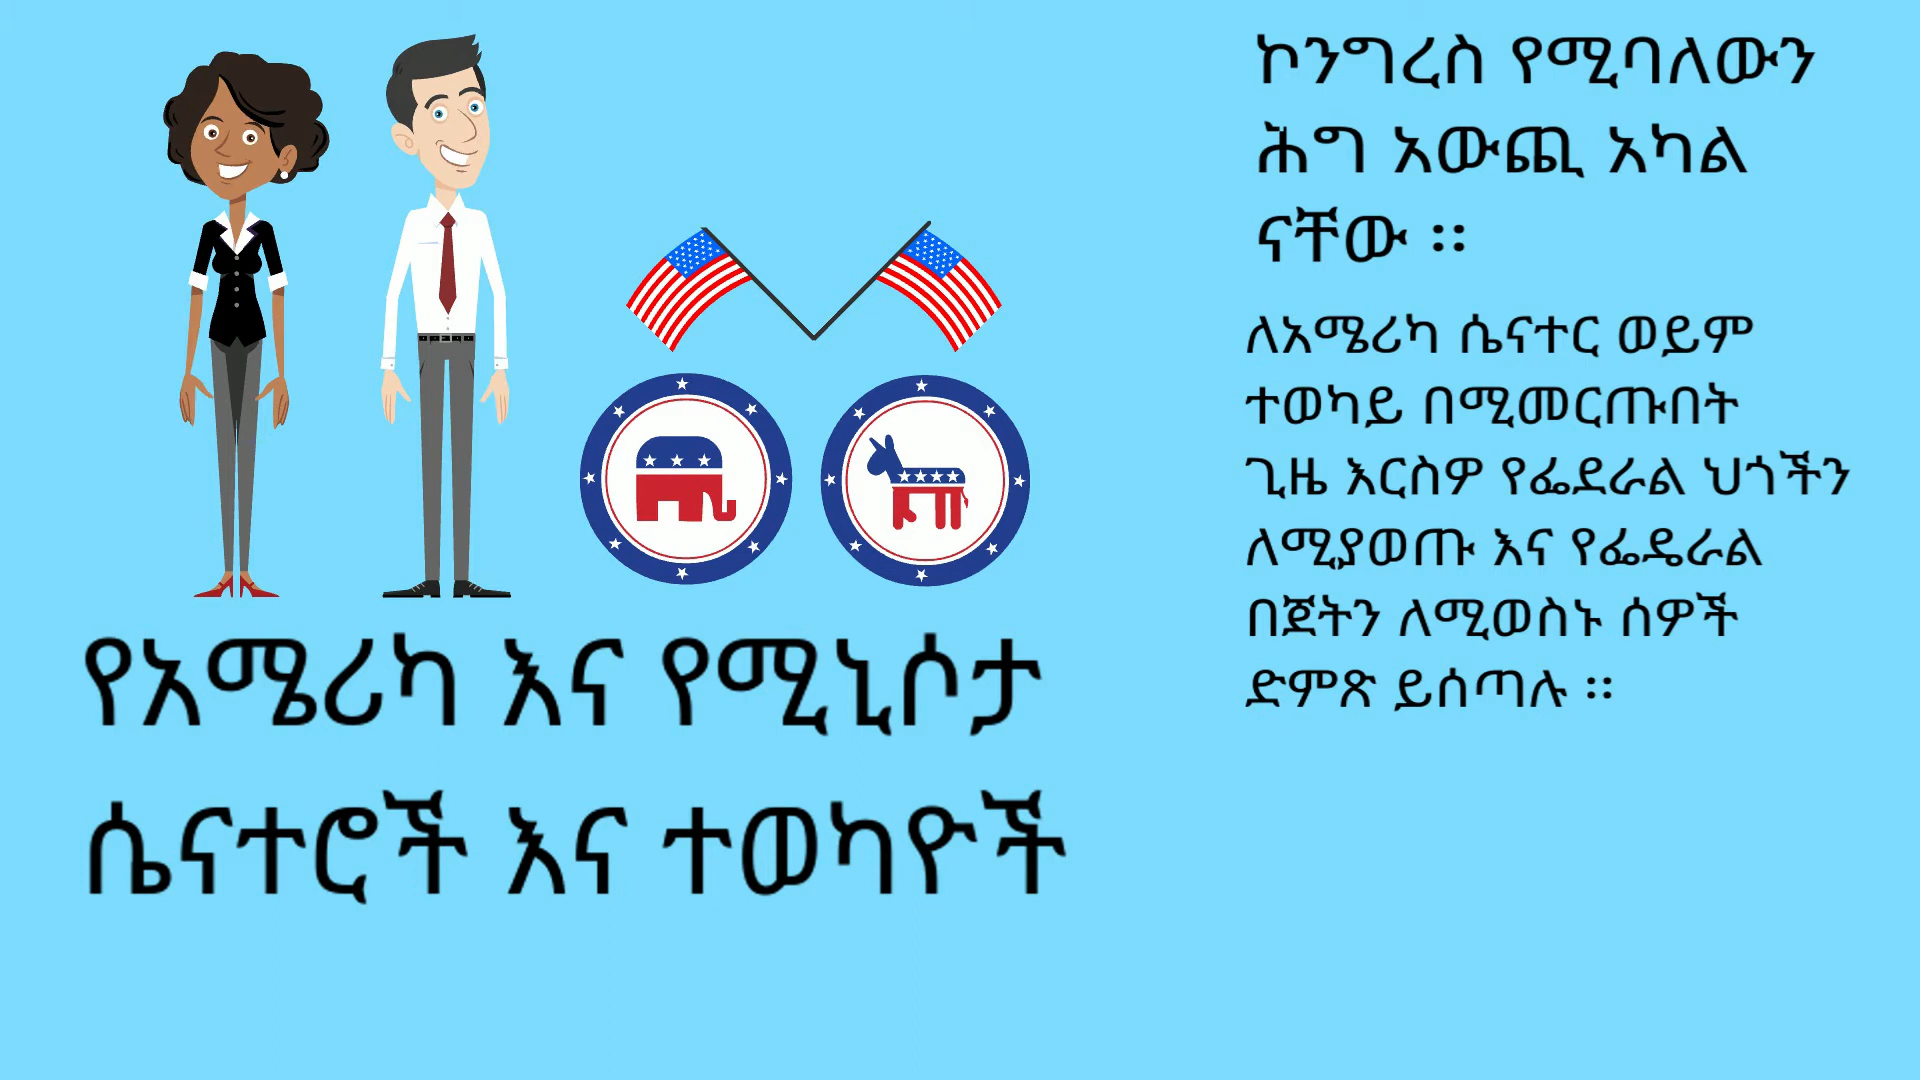 ኮንግረስ የሚባለውን
ሕግ አውጪ አካል
ናቸው ፡፡
ለአሜሪካ ሴናተር ወይም
ተወካይ በሚመርጡበት
ጊዜ እርስዎ የፌደራል ህጎችን
ለሚያወጡ እና የፌዴራል
በጀትን ለሚወስኑ ሰዎች
ድምጽ ይሰጣሉ ፡፡
የአሜሪካ እና የሚኒሶታ
ሴናተሮች እና ተወካዮች